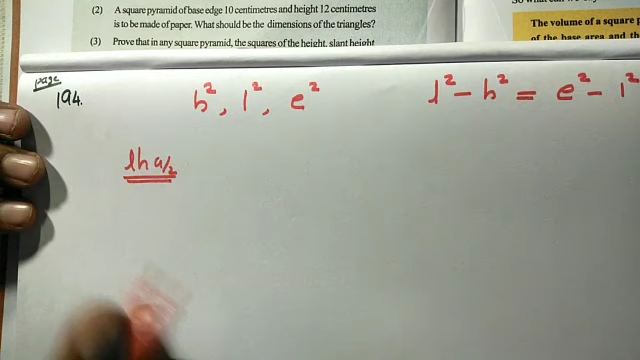 (2) A square pyramid of base edge 10 centimetres and height 12 centimetres
is to be made of paper. What should be the dimensions of the triangles?
(3) Prove that in any square pyramid, the squares of the height, slant height
The volume of a square
of the base area and
page
194.
h², l², e²
l² - h² = e² - l²
lh a/2